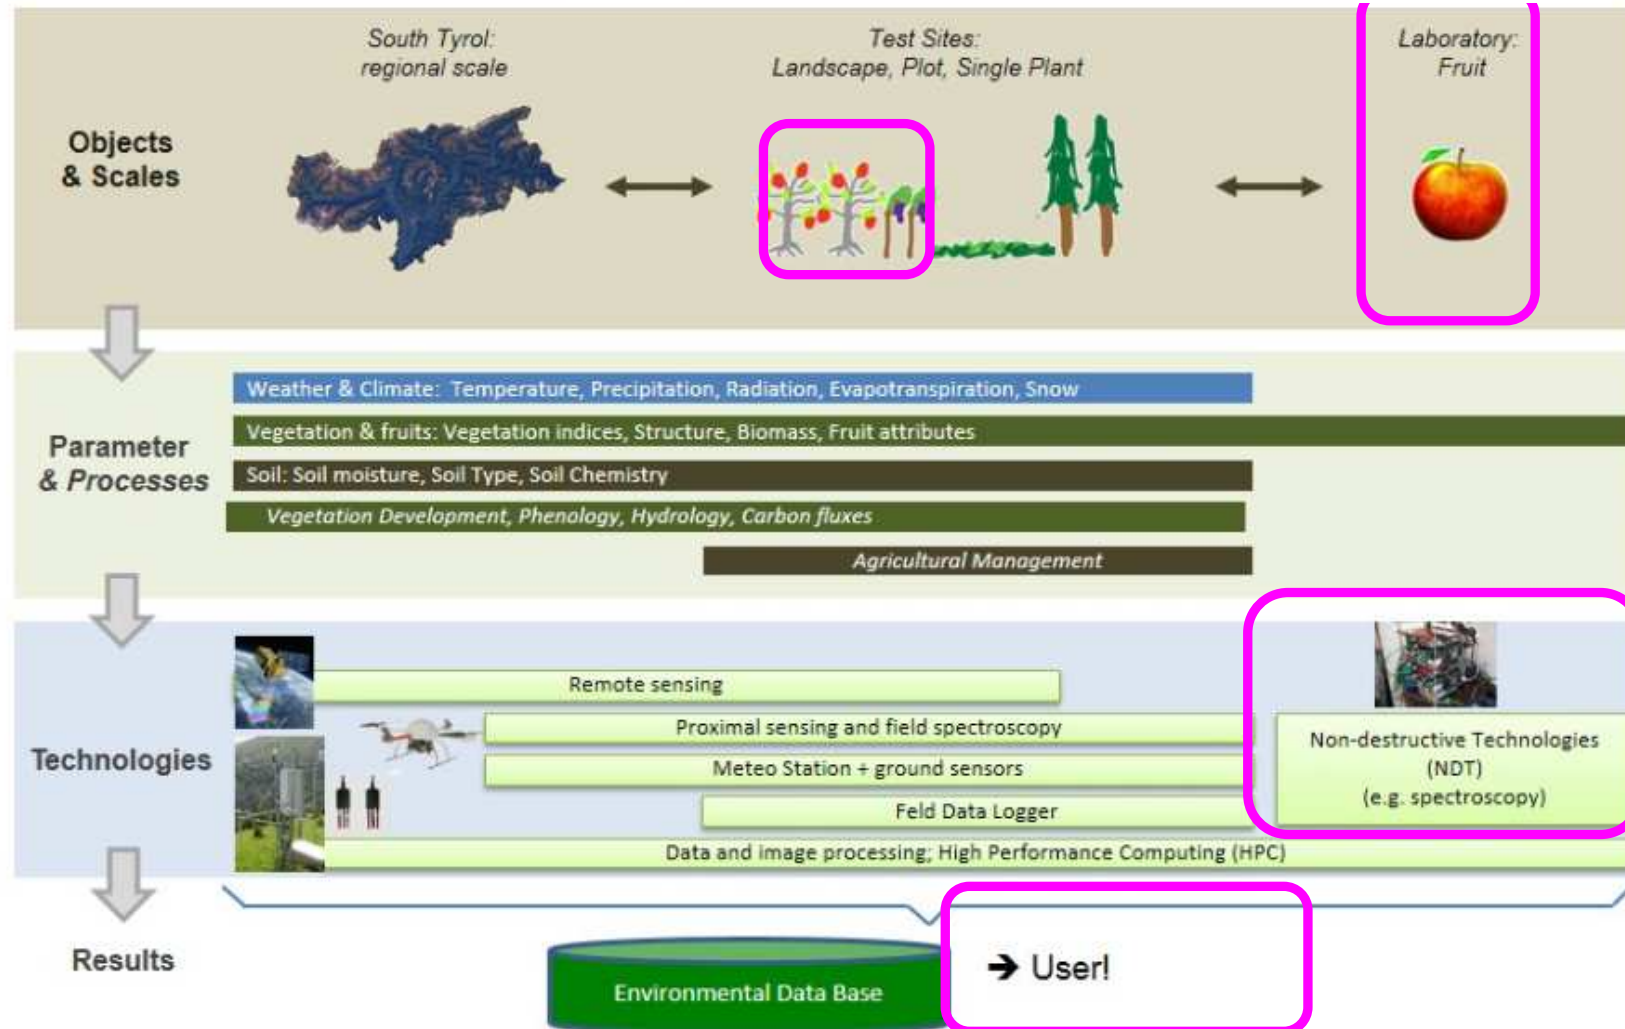 South Tyrol:
regional scale
Test Sites:
Landscape, Plot, Single Plant
Laboratory:
Fruit
Objects
& Scales
Weather & Climate: Temperature, Precipitation, Radiation, Evapotranspiration, Snow
Vegetation & fruits: Vegetation indices, Structure, Biomass, Fruit attributes
Parameter
& Processes
Soil: Soil moisture, Soil Type, Soil Chemistry
Vegetation Development, Phenology, Hydrology, Carbon fluxes
Agricultural Management
Remote sensing
Proximal sensing and field spectroscopy
Technologies
Meteo Station + ground sensors
Feld Data Logger
Non-destructive Technologies
(NDT)
(e.g. spectroscopy)
Data and image processing; High Performance Computing (HPC)
Results
Environmental Data Base
➔ User!